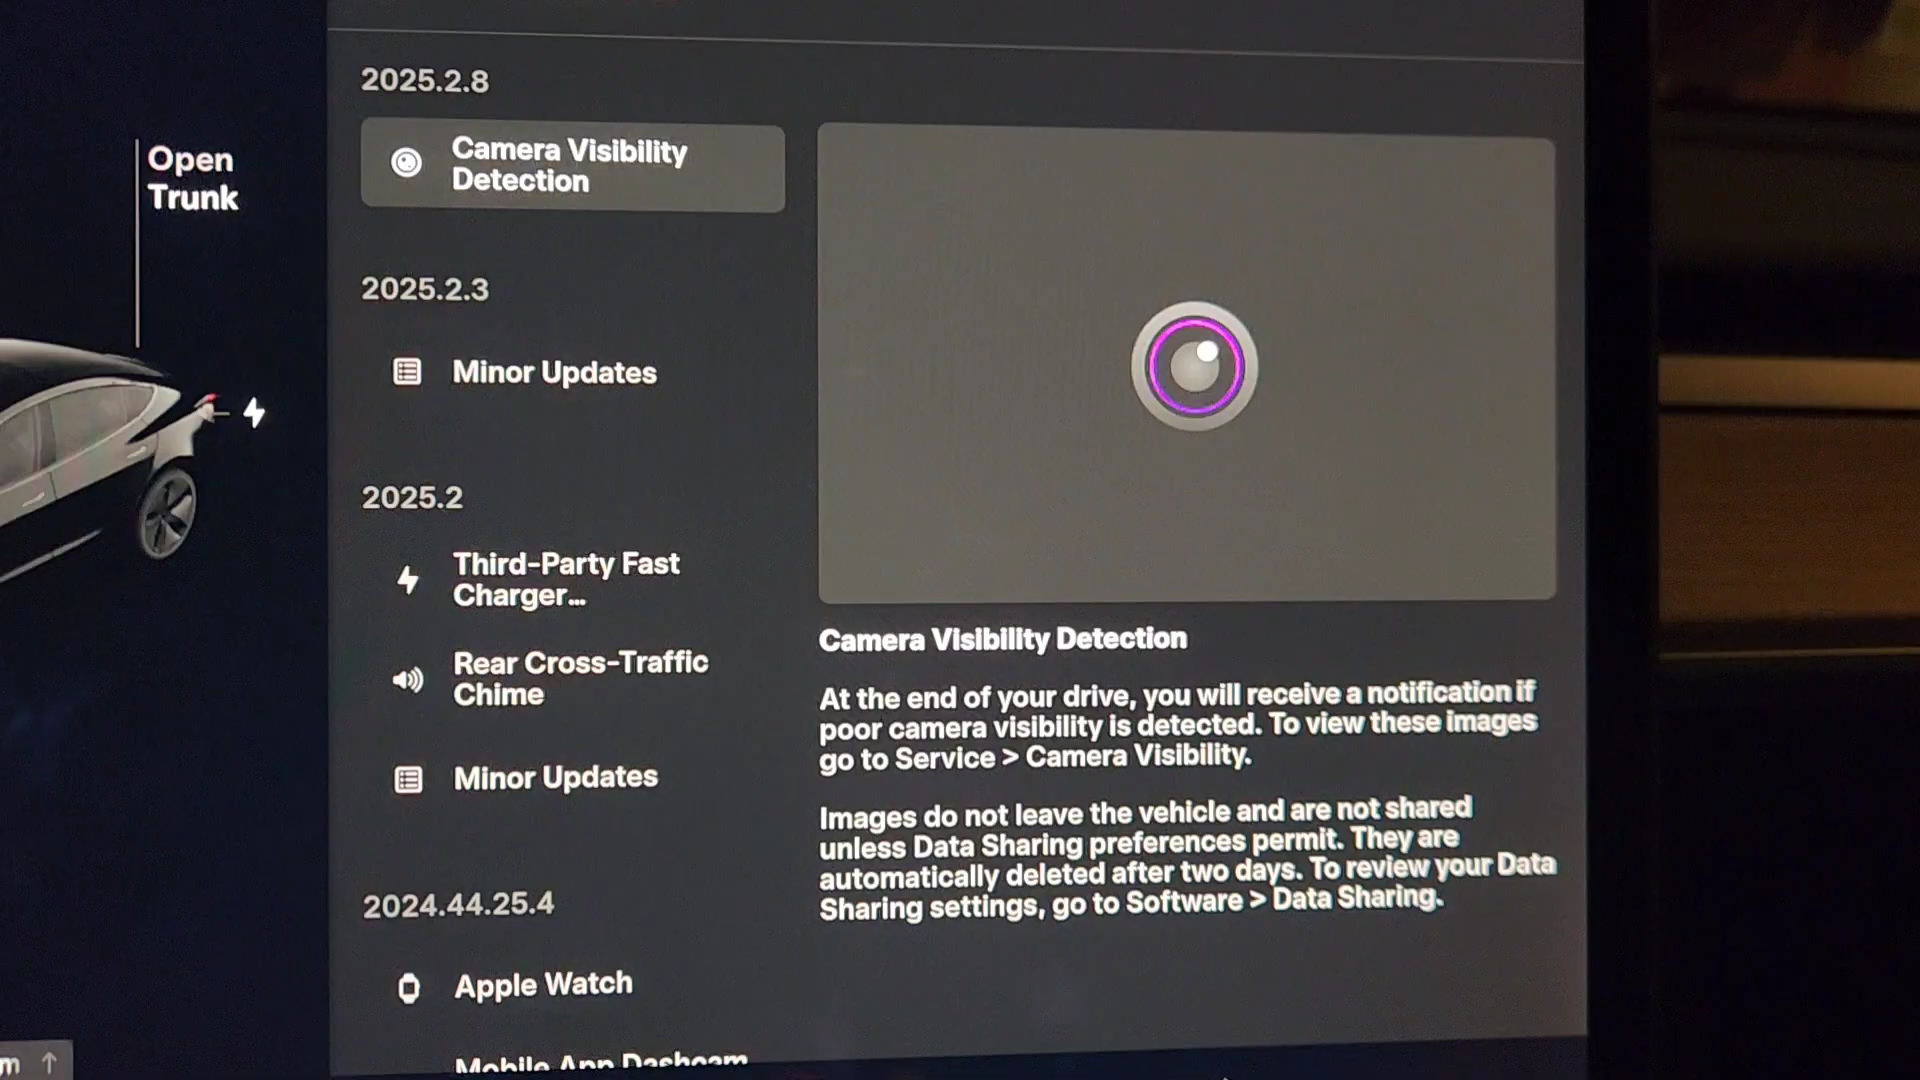 Open
Trunk
2025.2.8
Camera Visibility
Detection
2025.2.3
Minor Updates
2025.2
Third-Party Fast
Charger...
Rear Cross-Traffic
Chime
Minor Updates
2024.44.25.4
Apple Watch
Mobile App Dashcam
Camera Visibility Detection
At the end of your drive, you will receive a notification if
poor camera visibility is detected. To view these images
go to Service > Camera Visibility.
Images do not leave the vehicle and are not shared
unless Data Sharing preferences permit. They are
automatically deleted after two days. To review your Data
Sharing settings, go to Software > Data Sharing.